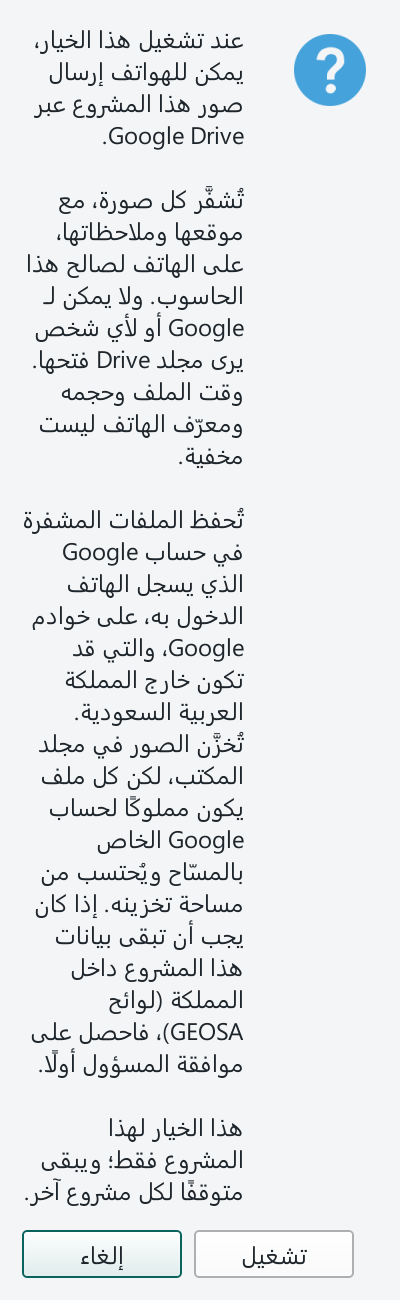 عند تشغيل هذا الخيار،
يمكن للهواتف إرسال
صور هذا المشروع عبر
Google Drive.
تُشفَّر كل صورة، مع
موقعها وملاحظاتها،
على الهاتف لصالح هذا
الحاسوب. ولا يمكن لـ
Google أو لأي شخص
يرى مجلد Drive فتحها.
وقت الملف وحجمه
ومعرّف الهاتف ليست
مخفية.
تُحفظ الملفات المشفرة
في حساب Google
الذي يسجل الهاتف
الدخول به، على خوادم
Google، والتي قد
تكون خارج المملكة
العربية السعودية.
تُخزَّن الصور في مجلد
المكتب، لكن كل ملف
يكون مملوكًا لحساب
Google الخاص
بالمسّاح ويُحتسب من
مساحة تخزينه. إذا كان
يجب أن تبقى بيانات
هذا المشروع داخل
المملكة (لوائح
GEOSA)، فاحصل على
موافقة المسؤول أولًا.
هذا الخيار لهذا
المشروع فقط؛ ويبقى
متوقفًا لكل مشروع آخر.
تشغيل
إلغاء